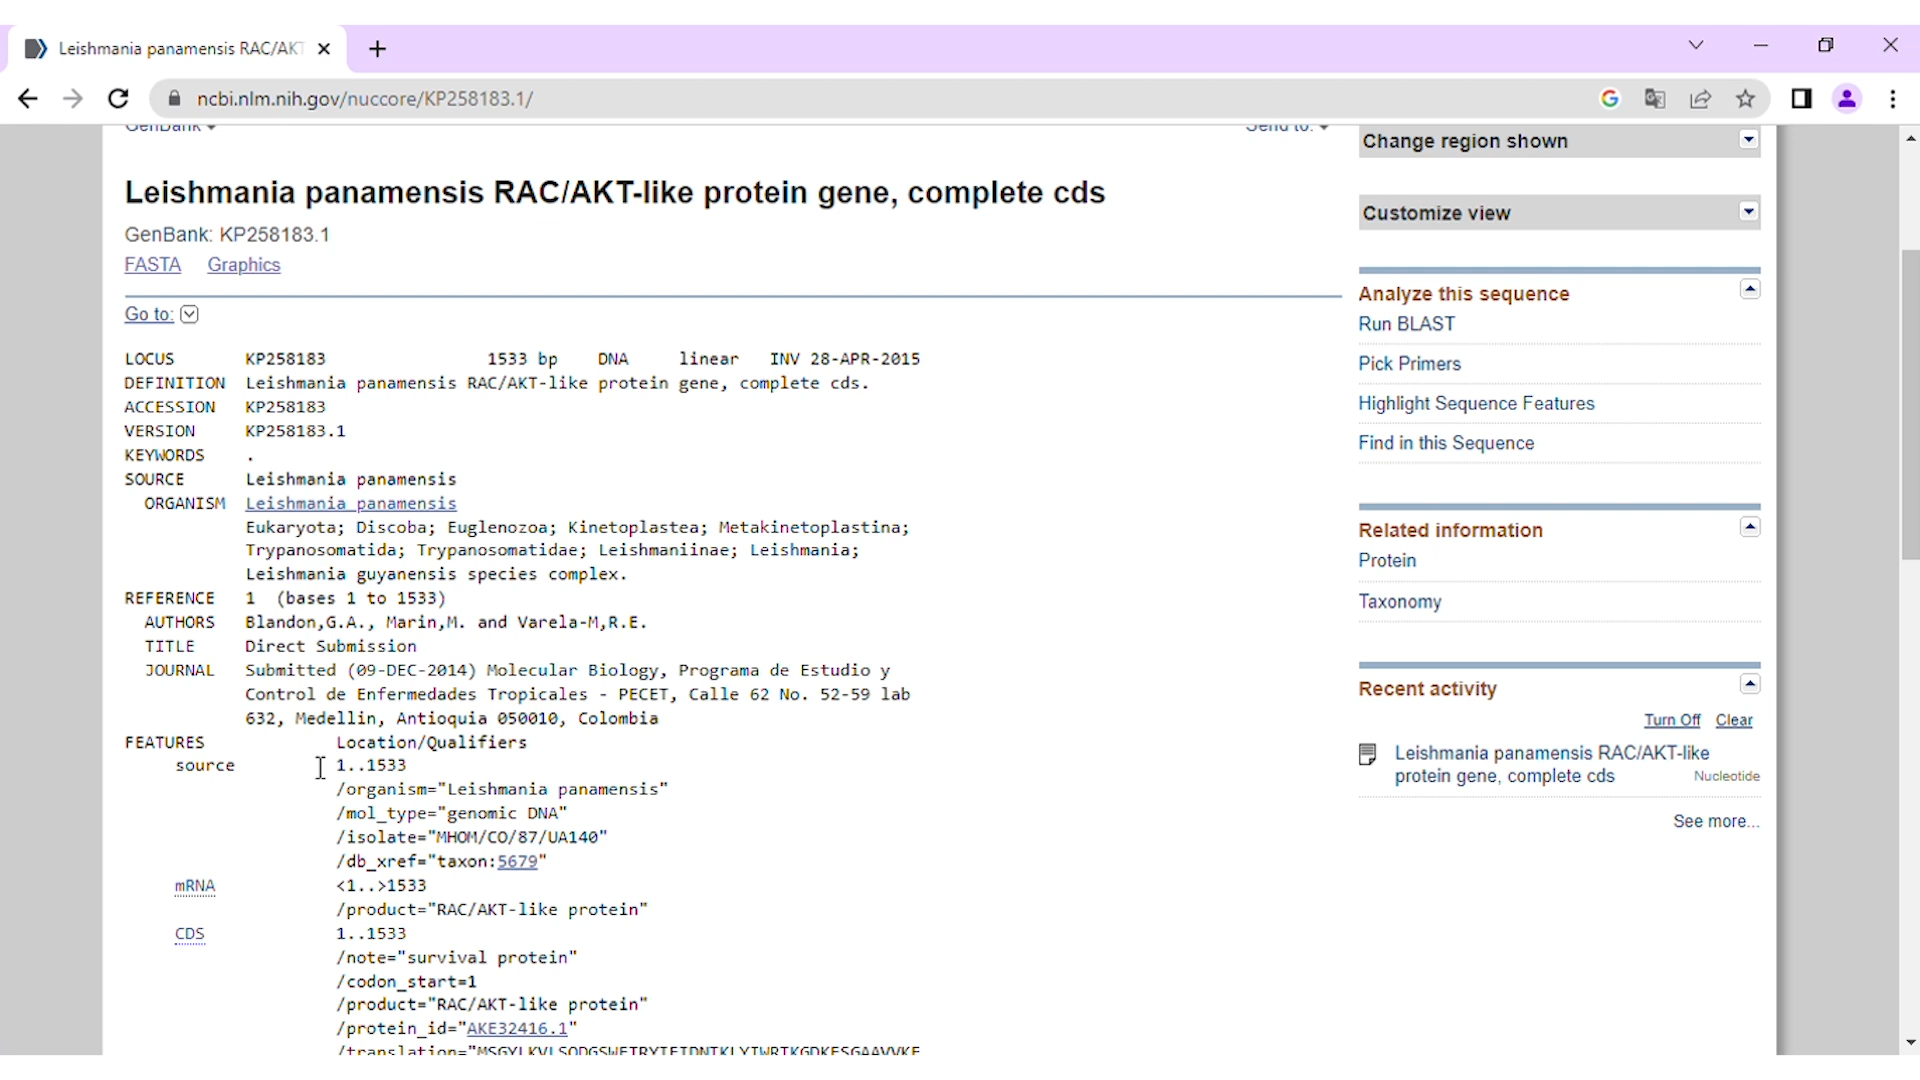 Leishmania panamensis RAC/AKT
ncbi.nlm.nih.gov/nuccore/KP258183.1/
GenBank
Send to:
Leishmania panamensis RAC/AKT-like protein gene, complete cds
GenBank: KP258183.1
FASTA Graphics
Go to:
LOCUS KP258183 1533 bp DNA linear INV 28-APR-2015
DEFINITION Leishmania panamensis RAC/AKT-like protein gene, complete cds.
ACCESSION KP258183
VERSION KP258183.1
KEYWORDS .
SOURCE Leishmania panamensis
ORGANISM Leishmania panamensis
Eukaryota; Discoba; Euglenozoa; Kinetoplastea; Metakinetoplastina;
Trypanosomatida; Trypanosomatidae; Leishmaniinae; Leishmania;
Leishmania guyanensis species complex.
REFERENCE 1 (bases 1 to 1533)
AUTHORS Blandon,G.A., Marin,M. and Varela-M,R.E.
TITLE Direct Submission
JOURNAL Submitted (09-DEC-2014) Molecular Biology, Programa de Estudio y
Control de Enfermedades Tropicales - PECET, Calle 62 No. 52-59 lab
632, Medellin, Antioquia 050010, Colombia
FEATURES Location/Qualifiers
source 1..1533
/organism="Leishmania panamensis"
/mol_type="genomic DNA"
/isolate="MHOM/CO/87/UA140"
/db_xref="taxon:5679"
mRNA <1..>1533
/product="RAC/AKT-like protein"
CDS 1..1533
/note="survival protein"
/codon_start=1
/product="RAC/AKT-like protein"
/protein_id="AKE32416.1"
Change region shown
Customize view
Analyze this sequence
Run BLAST
Pick Primers
Highlight Sequence Features
Find in this Sequence
Related information
Protein
Taxonomy
Recent activity
Turn Off Clear
Leishmania panamensis RAC/AKT-like
protein gene, complete cds Nucleotide
See more...